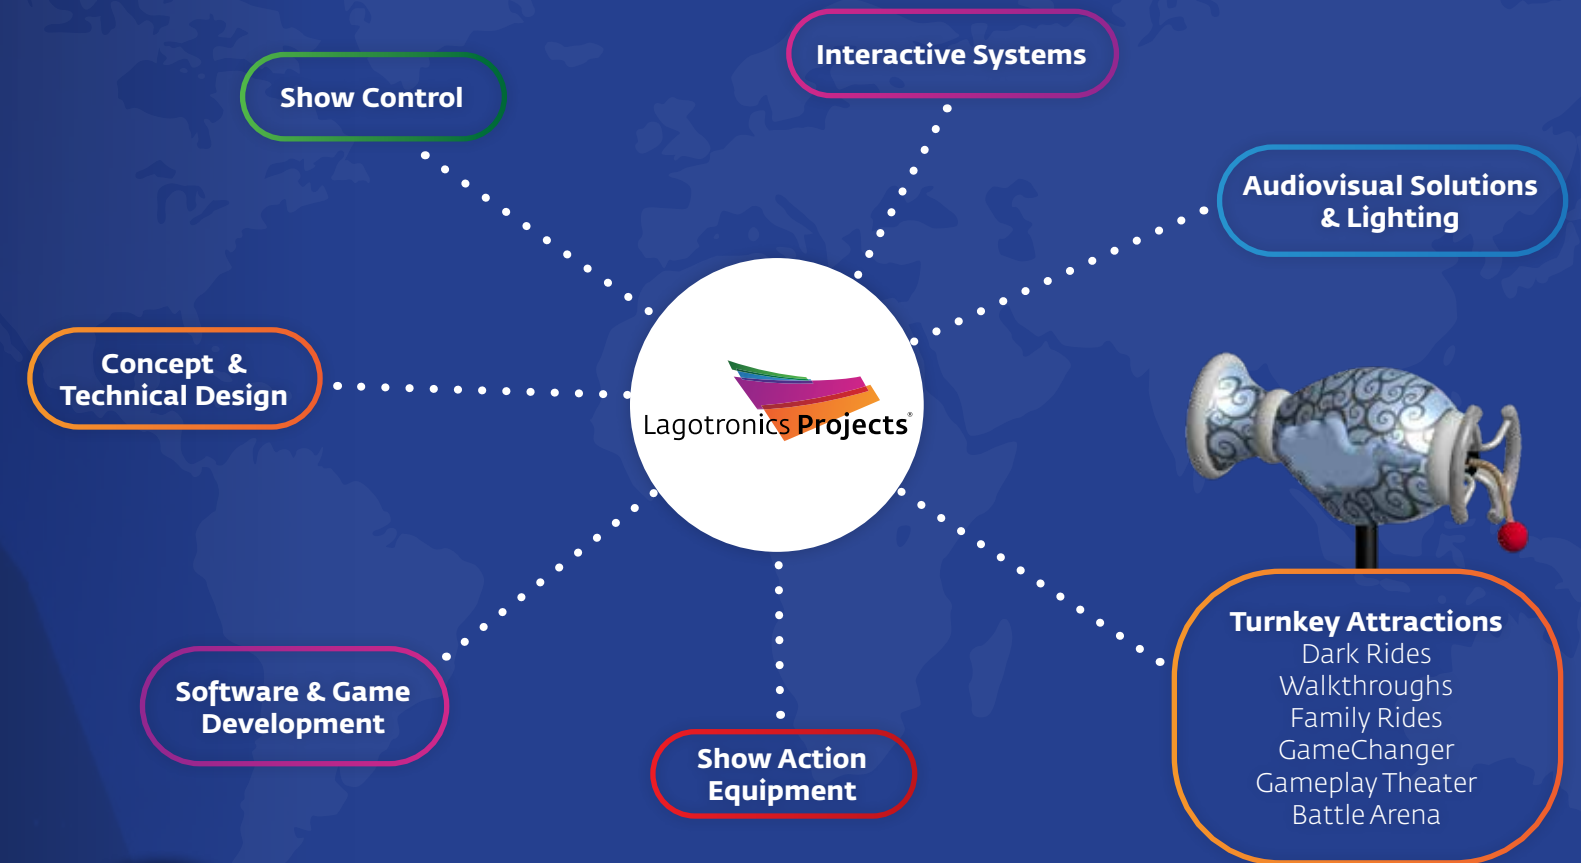 Interactive Systems
Show Control
Audiovisual Solutions
& Lighting
Concept &
Technical Design
Lagotronics Projects®
Turnkey Attractions
Dark Rides
Walkthroughs
Family Rides
GameChanger
Gameplay Theater
Battle Arena
Software & Game
Development
Show Action
Equipment